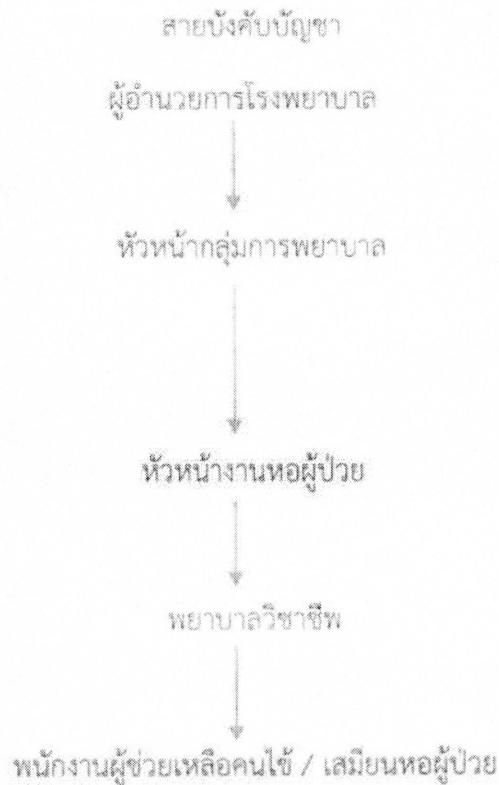 สายบังคับบัญชา
ผู้อำนวยการโรงพยาบาล
หัวหน้ากลุ่มการพยาบาล
หัวหน้างานหอผู้ป่วย
พยาบาลวิชาชีพ
พนักงานผู้ช่วยเหลือคนไข้ / เสมียนหอผู้ป่วย